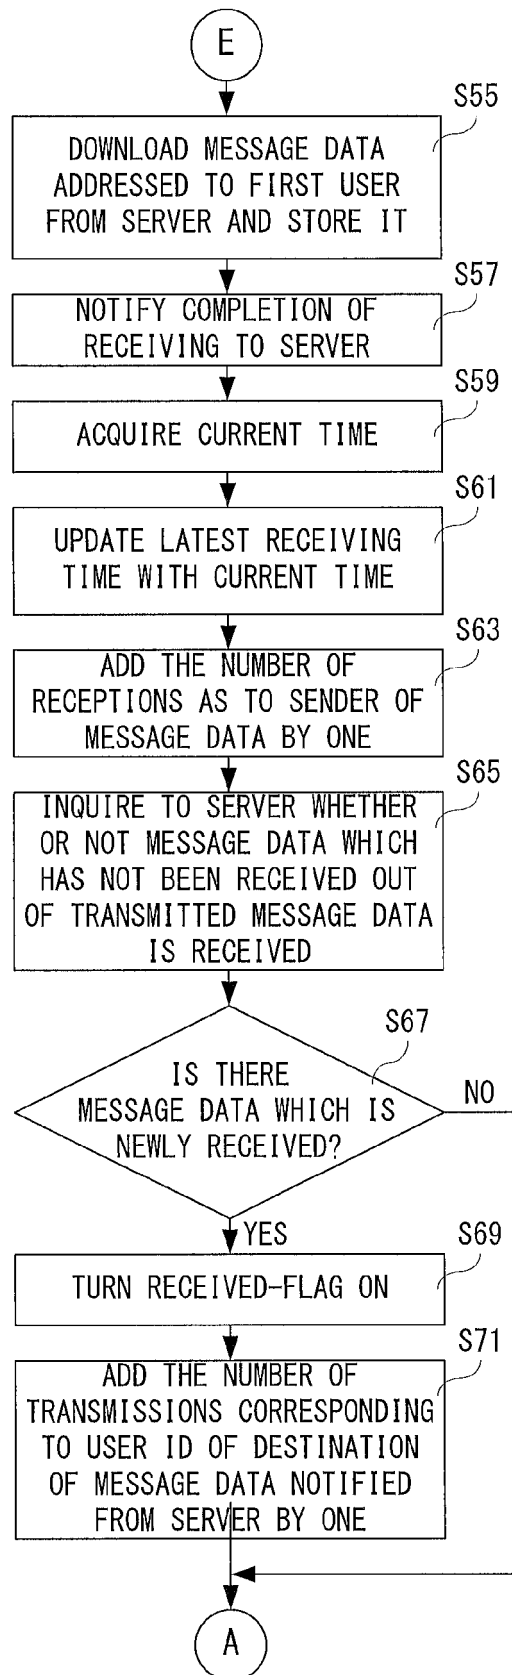 E
S55
DOWNLOAD MESSAGE DATA
ADDRESSED TO FIRST USER
FROM SERVER AND STORE IT
S57
NOTIFY COMPLETION OF
RECEIVING TO SERVER
S59
ACQUIRE CURRENT TIME
S61
UPDATE LATEST RECEIVING
TIME WITH CURRENT TIME
S63
ADD THE NUMBER OF
RECEPTIONS AS TO SENDER OF
MESSAGE DATA BY ONE
S65
INQUIRE TO SERVER WHETHER
OR NOT MESSAGE DATA WHICH
HAS NOT BEEN RECEIVED OUT
OF TRANSMITTED MESSAGE DATA
IS RECEIVED
S67
IS THERE
MESSAGE DATA WHICH IS
NEWLY RECEIVED?
NO
YES
S69
TURN RECEIVED-FLAG ON
S71
ADD THE NUMBER OF
TRANSMISSIONS CORRESPONDING
TO USER ID OF DESTINATION
OF MESSAGE DATA NOTIFIED
FROM SERVER BY ONE
A